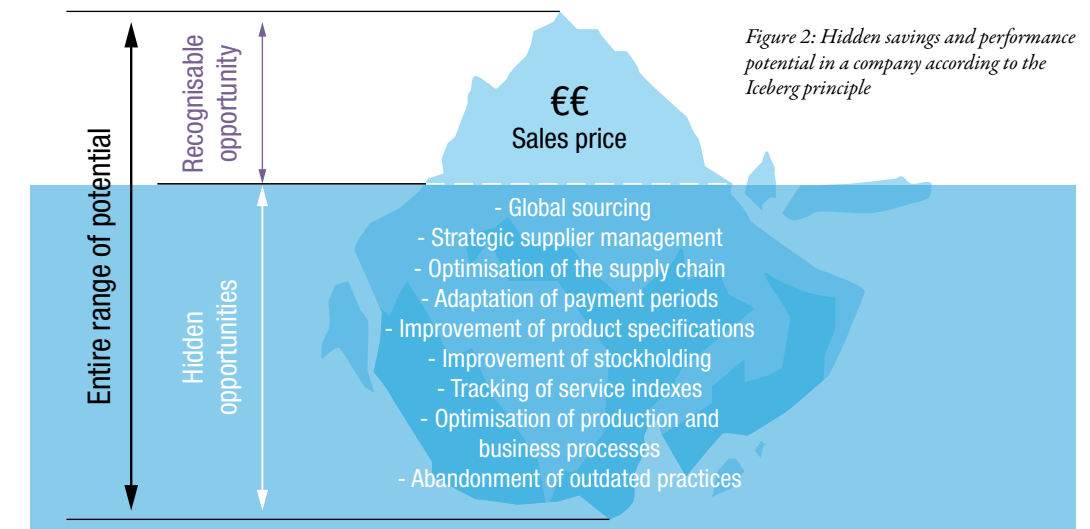 Figure 2: Hidden savings and performance
potential in a company according to the
Iceberg principle
Entire range of potential
Recognisable
opportunity
€€
Sales price
Hidden
opportunities
- Global sourcing
- Strategic supplier management
- Optimisation of the supply chain
- Adaptation of payment periods
- Improvement of product specifications
- Improvement of stockholding
- Tracking of service indexes
- Optimisation of production and
business processes
- Abandonment of outdated practices